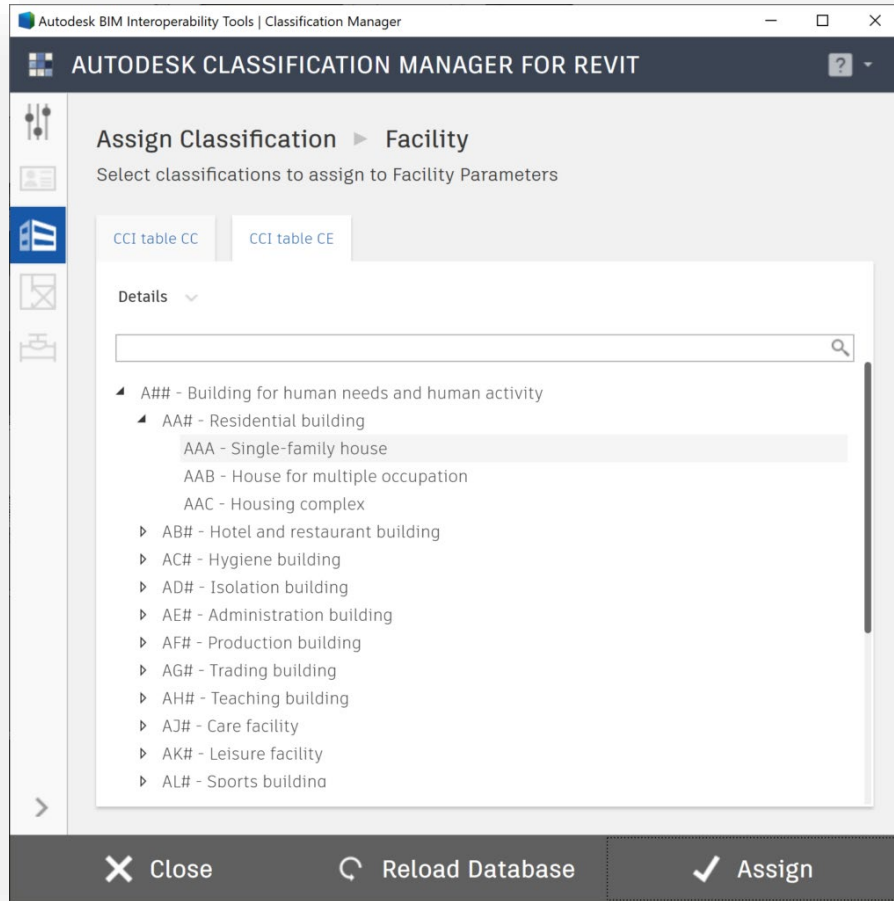 Autodesk BIM Interoperability Tools | Classification Manager
AUTODESK CLASSIFICATION MANAGER FOR REVIT
?
Assign Classification ▶ Facility
Select classifications to assign to Facility Parameters
CCI table CC
CCI table CE
Details
A## - Building for human needs and human activity
AA# - Residential building
AAA - Single-family house
AAB - House for multiple occupation
AAC - Housing complex
AB# - Hotel and restaurant building
AC# - Hygiene building
AD# - Isolation building
AE# - Administration building
AF# - Production building
AG# - Trading building
AH# - Teaching building
AJ# - Care facility
AK# - Leisure facility
AL# - Sports building
Close
Reload Database
Assign